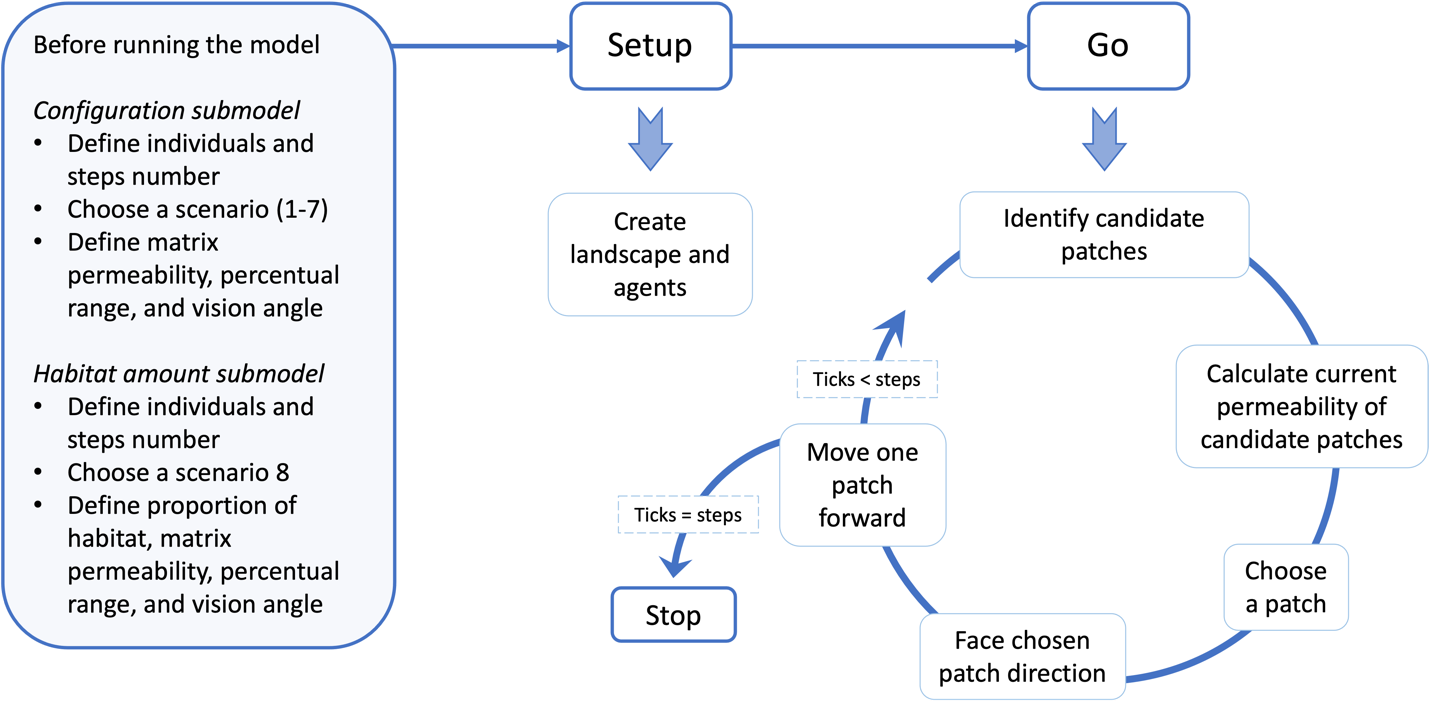 Before running the model
Configuration submodel
• Define individuals and
steps number
• Choose a scenario (1-7)
• Define matrix
permeability, percentual
range, and vision angle
Habitat amount submodel
• Define individuals and
steps number
• Choose a scenario 8
• Define proportion of
habitat, matrix
permeability, percentual
range, and vision angle
Setup
Create
landscape and
agents
Go
Identify candidate
patches
Calculate current
permeability of
candidate patches
Choose
a patch
Face chosen
patch direction
Move one
patch
forward
Ticks < steps
Ticks = steps
Stop